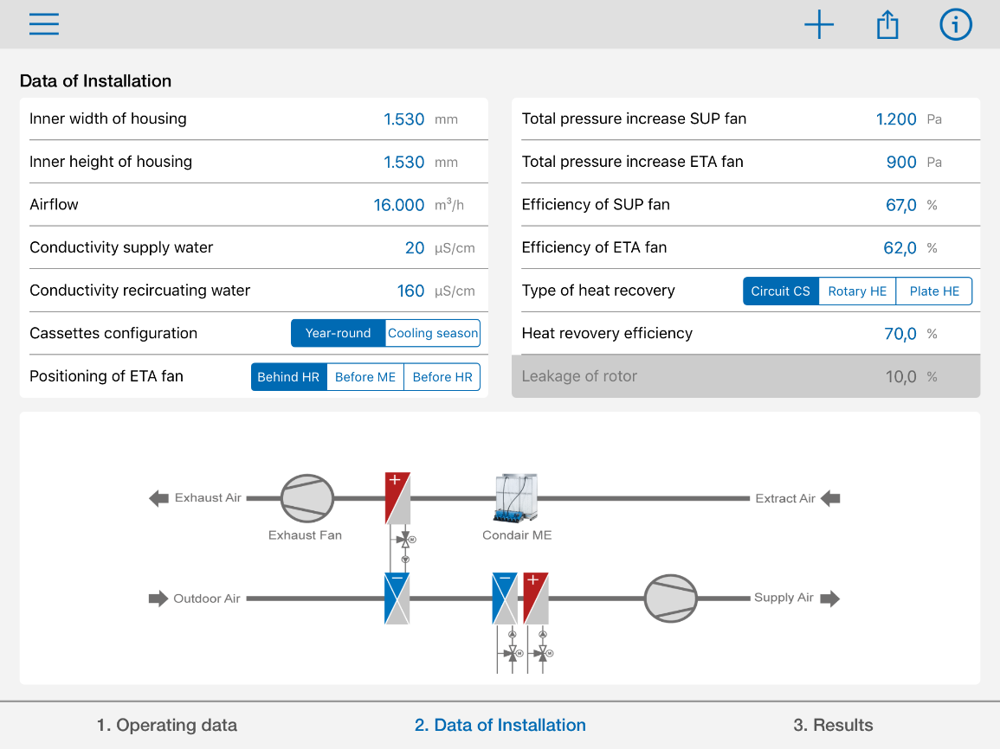 Data of Installation
Inner width of housing 1.530 mm
Inner height of housing 1.530 mm
Airflow 16.000 m³/h
Conductivity supply water 20 µS/cm
Conductivity recircuating water 160 µS/cm
Cassettes configuration Year-round Cooling season
Positioning of ETA fan Behind HR Before ME Before HR
Total pressure increase SUP fan 1.200 Pa
Total pressure increase ETA fan 900 Pa
Efficiency of SUP fan 67,0 %
Efficiency of ETA fan 62,0 %
Type of heat recovery Circuit CS Rotary HE Plate HE
Heat revovery efficiency 70,0 %
Leakage of rotor 10,0 %
Exhaust Air + Extract Air
Exhaust Fan Condair ME
M
Outdoor Air − − + Supply Air
M M
1. Operating data 2. Data of Installation 3. Results